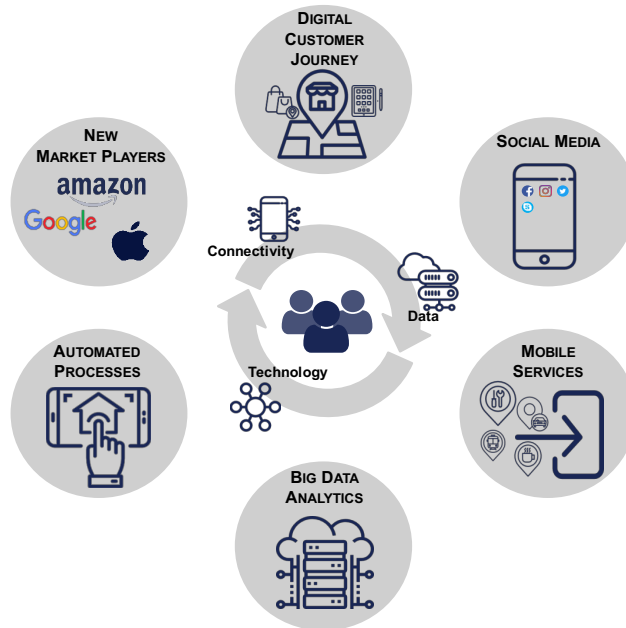 DIGITAL
CUSTOMER
JOURNEY
NEW
MARKET PLAYERS
amazon
Google
SOCIAL MEDIA
Connectivity
Data
Technology
AUTOMATED
PROCESSES
MOBILE
SERVICES
BIG DATA
ANALYTICS